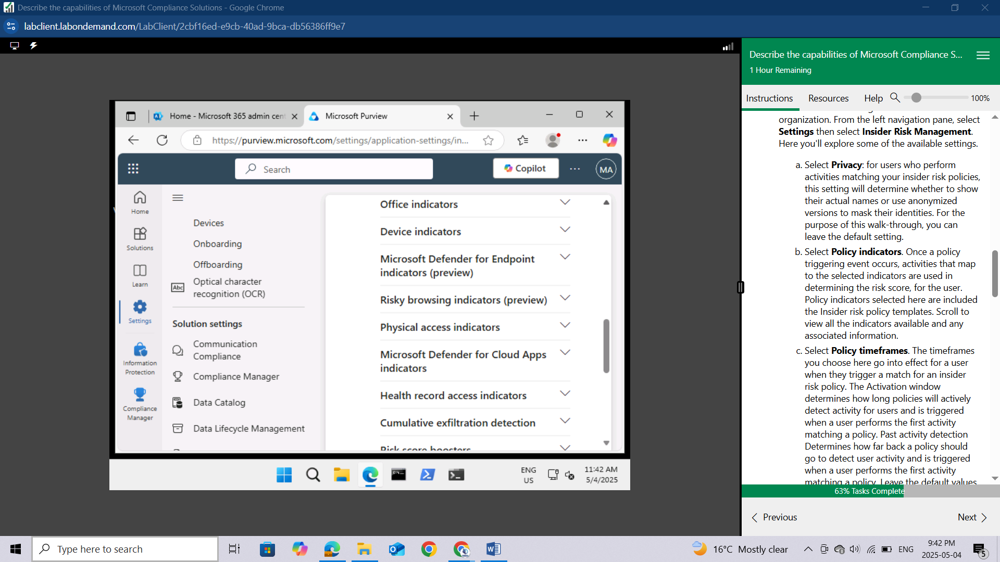 Describe the capabilities of Microsoft Compliance Solutions - Google Chrome
labclient.labondemand.com/LabClient/2cbf16ed-e9cb-40ad-9bca-db56386ff9e7
Home - Microsoft 365 admin cent
Microsoft Purview
https://purview.microsoft.com/settings/application-settings/in...
Search
Copilot
MA
Home
Solutions
Learn
Settings
Information
Protection
Compliance
Manager
Devices
Onboarding
Offboarding
Abc
Optical character
recognition (OCR)
Solution settings
Communication
Compliance
Compliance Manager
Data Catalog
Data Lifecycle Management
Office indicators
Device indicators
Microsoft Defender for Endpoint
indicators (preview)
Risky browsing indicators (preview)
Physical access indicators
Microsoft Defender for Cloud Apps
indicators
Health record access indicators
Cumulative exfiltration detection
Risk score boosters
ENG
US
11:42 AM
5/4/2025
Describe the capabilities of Microsoft Compliance S...
1 Hour Remaining
Instructions
Resources
Help
100%
organization. From the left navigation pane, select
Settings then select Insider Risk Management.
Here you'll explore some of the available settings.
a. Select Privacy: for users who perform
activities matching your insider risk policies,
this setting will determine whether to show
their actual names or use anonymized
versions to mask their identities. For the
purpose of this walk-through, you can
leave the default setting.
b. Select Policy indicators. Once a policy
triggering event occurs, activities that map
to the selected indicators are used in
determining the risk score, for the user.
Policy indicators selected here are included
the Insider risk policy templates. Scroll to
view all the indicators available and any
associated information.
c. Select Policy timeframes. The timeframes
you choose here go into effect for a user
when they trigger a match for an insider
risk policy. The Activation window
determines how long policies will actively
detect activity for users and is triggered
when a user performs the first activity
matching a policy. Past activity detection
Determines how far back a policy should
go to detect user activity and is triggered
when a user performs the first activity
matching a policy. Leave the default values
63% Tasks Complete
Previous
Next
Type here to search
16°C Mostly clear
ENG
9:42 PM
2025-05-04
5